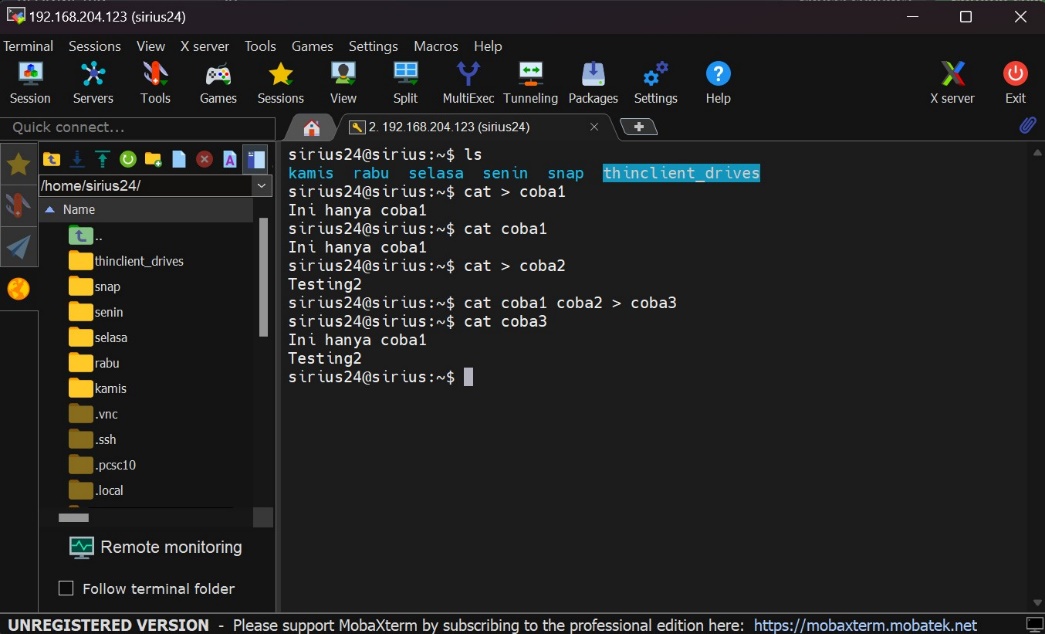 192.168.204.123 (sirius24)
Terminal Sessions View X server Tools Games Settings Macros Help
Session Servers Tools Games Sessions View Split MultiExec Tunneling Packages Settings Help X server Exit
Quick connect...
2. 192.168.204.123 (sirius24)
/home/sirius24/
Name
..
thinclient_drives
snap
senin
selasa
rabu
kamis
.vnc
.ssh
.pcsc10
.local
Remote monitoring
Follow terminal folder
sirius24@sirius:~$ ls
kamis rabu selasa senin snap thinclient_drives
sirius24@sirius:~$ cat > coba1
Ini hanya coba1
sirius24@sirius:~$ cat coba1
Ini hanya coba1
sirius24@sirius:~$ cat > coba2
Testing2
sirius24@sirius:~$ cat coba1 coba2 > coba3
sirius24@sirius:~$ cat coba3
Ini hanya coba1
Testing2
sirius24@sirius:~$
UNREGISTERED VERSION - Please support MobaXterm by subscribing to the professional edition here: https://mobaxterm.mobatek.net